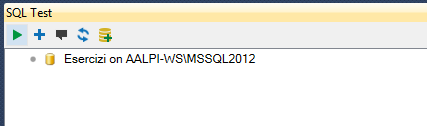 SQL Test
Esercizi on AALPI-WS\MSSQL2012